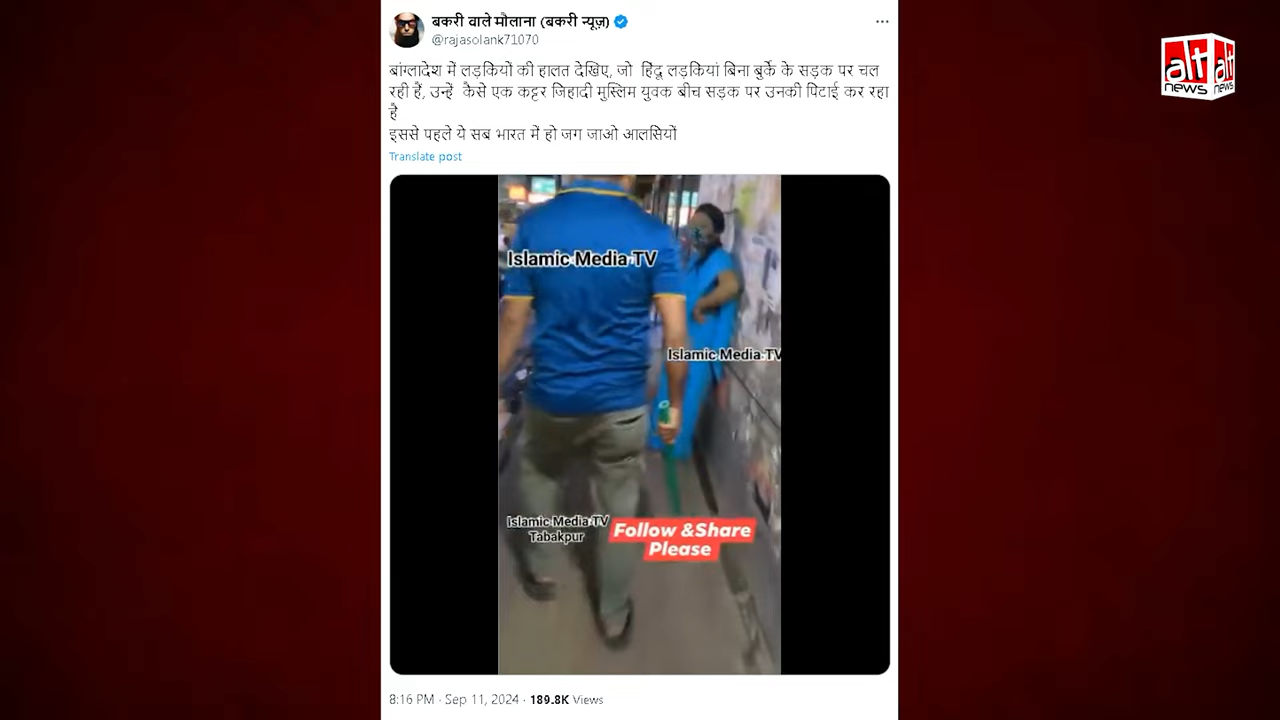 बकरी वाले मौलाना (बकरी न्यूज़)
@rajasolank71070
बांग्लादेश में लड़कियों की हालत देखिए, जो हिंदू लड़कियां बिना बुर्के के सड़क पर चल
रही हैं, उन्हें कैसे एक कट्टर जिहादी मुस्लिम युवक बीच सड़क पर उनकी पिटाई कर रहा
है
इससे पहले ये सब भारत में हो जग जाओ आलसियों
Translate post
Islamic Media TV
Islamic Media TV
Islamic Media TV
Tabakpur
Follow &Share
Please
8:16 PM · Sep 11, 2024 · 189.8K Views
alt alt
news news